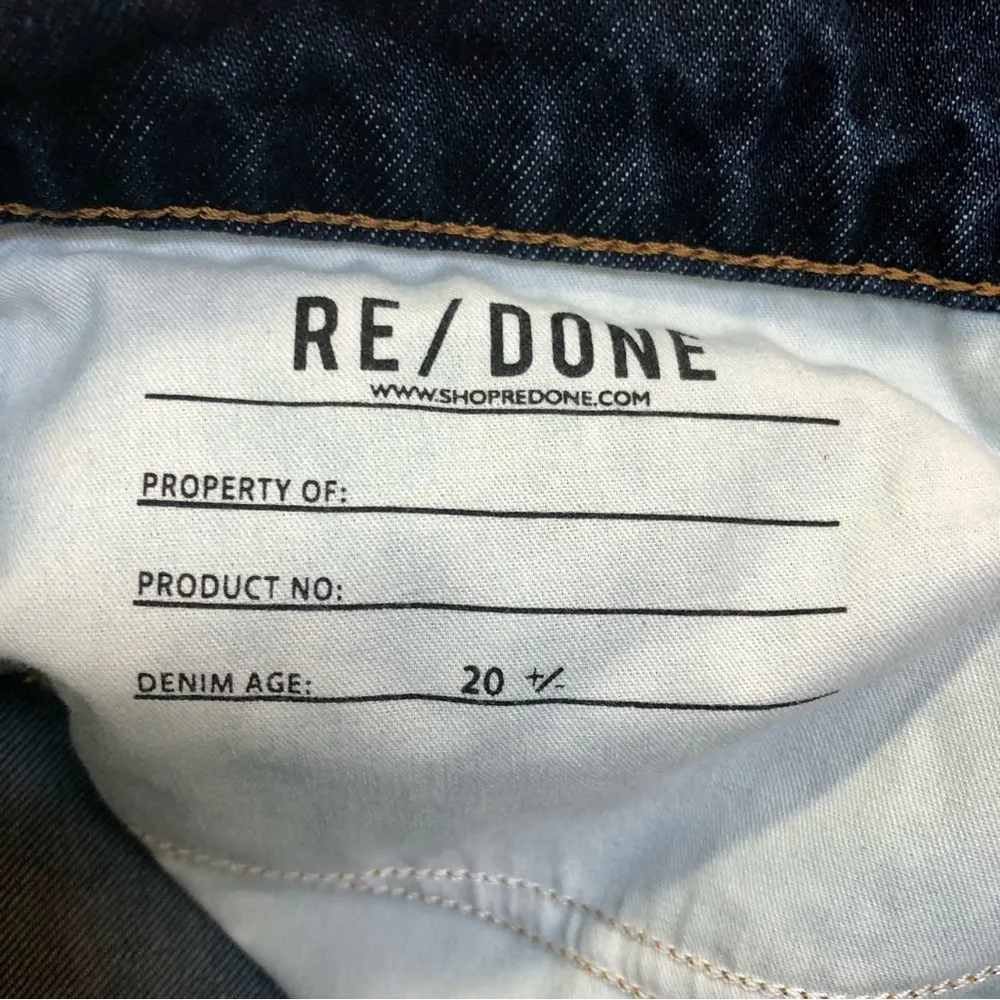 RE/DONE
WWW.SHOPREDONE.COM
PROPERTY OF:
PRODUCT NO:
DENIM AGE: 20 +/-